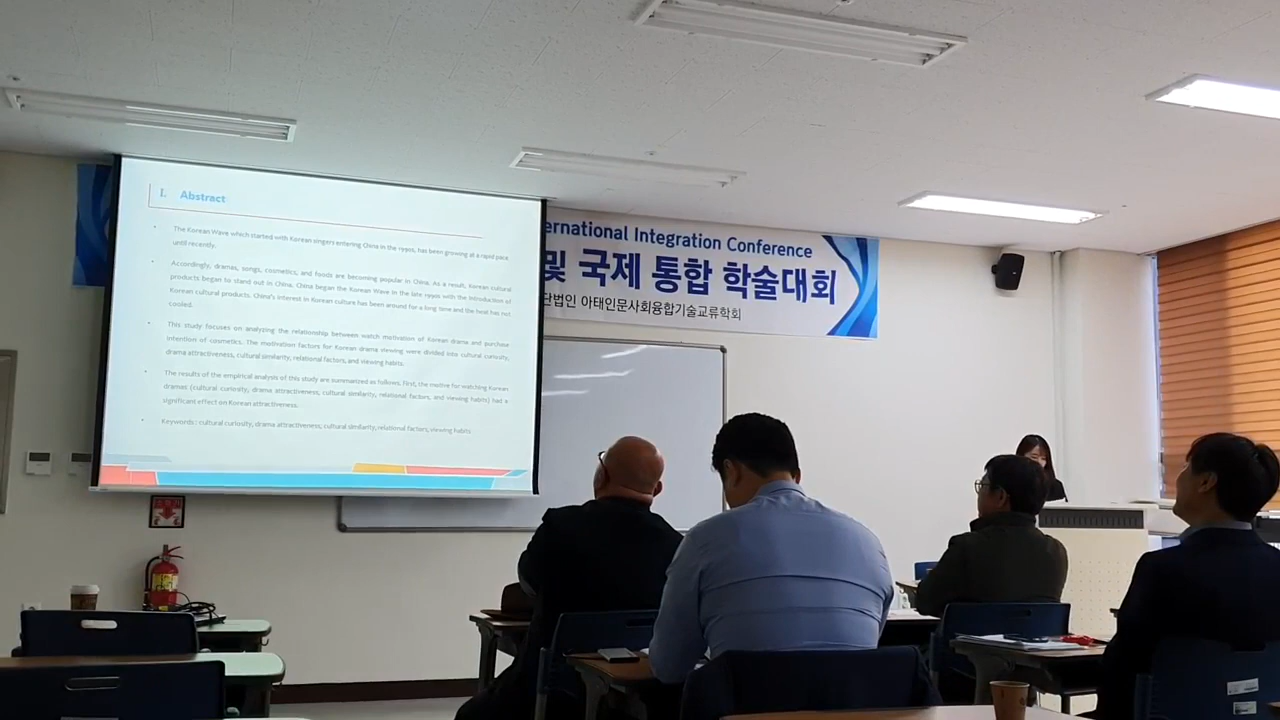 I. Abstract
The Korean Wave which started with Korean singers entering China in the 1990s, has been growing at a rapid pace
until recently.
Accordingly, dramas, songs, cosmetics, and foods are becoming popular in China. As a result, Korean cultural
products began to stand out in China. China began the Korean Wave in the late 1990s with the introduction of
Korean cultural products. China's interest in Korean culture has been around for a long time and the heat has not
cooled.
This study focuses on analyzing the relationship between watch motivation of Korean drama and purchase
intention of cosmetics. The motivation factors for Korean drama viewing were divided into cultural curiosity,
drama attractiveness, cultural similarity, relational factors, and viewing habits.
The results of the empirical analysis of this study are summarized as follows. First, the motive for watching Korean
dramas (cultural curiosity, drama attractiveness, cultural similarity, relational factors, and viewing habits) had a
significant effect on Korean attractiveness.
Keywords : cultural curiosity, drama attractiveness, cultural similarity, relational factors, viewing habits
ernational Integration Conference
및 국제 통합 학술대회
단법인 아태인문사회융합기술교류학회